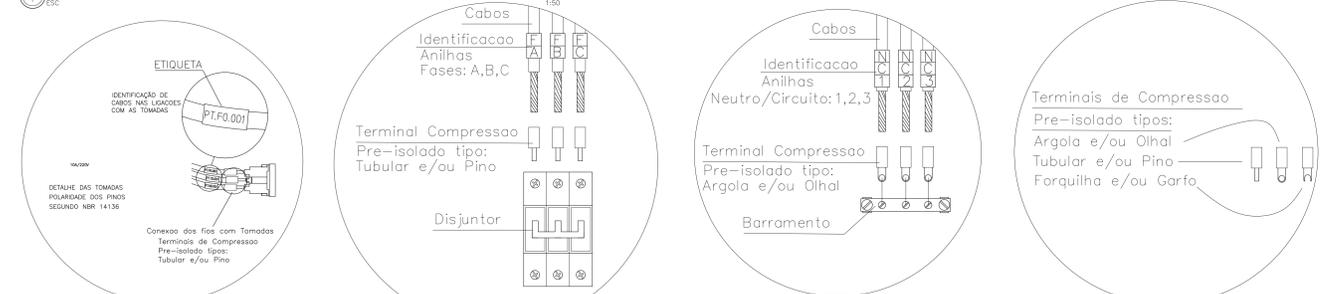 ESC
1:50
ETIQUETA
IDENTIFICAÇÃO DE
CABOS NAS LIGACOES
COM AS TOMADAS
PT.F0.001
10A/220V
DETALHE DAS TOMADAS
POLARIDADE DOS PINOS
SEGUNDO NBR 14136
Conexao dos fios com Tomadas
Terminais de Compressao
Pre-isolado tipos:
Tubular e/ou Pino
Cabos
Identificacao
Anilhas
Fases: A,B,C
F F F
A B C
Terminal Compressao
Pre-isolado tipo:
Tubular e/ou Pino
Disjuntor
Cabos
Identificacao
Anilhas
Neutro/Circuito: 1,2,3
N N N
C C C
1 2 3
Terminal Compressao
Pre-isolado tipo:
Argola e/ou Olhal
Barramento
Terminais de Compressao
Pre-isolado tipos:
Argola e/ou Olhal
Tubular e/ou Pino
Forquilha e/ou Garfo